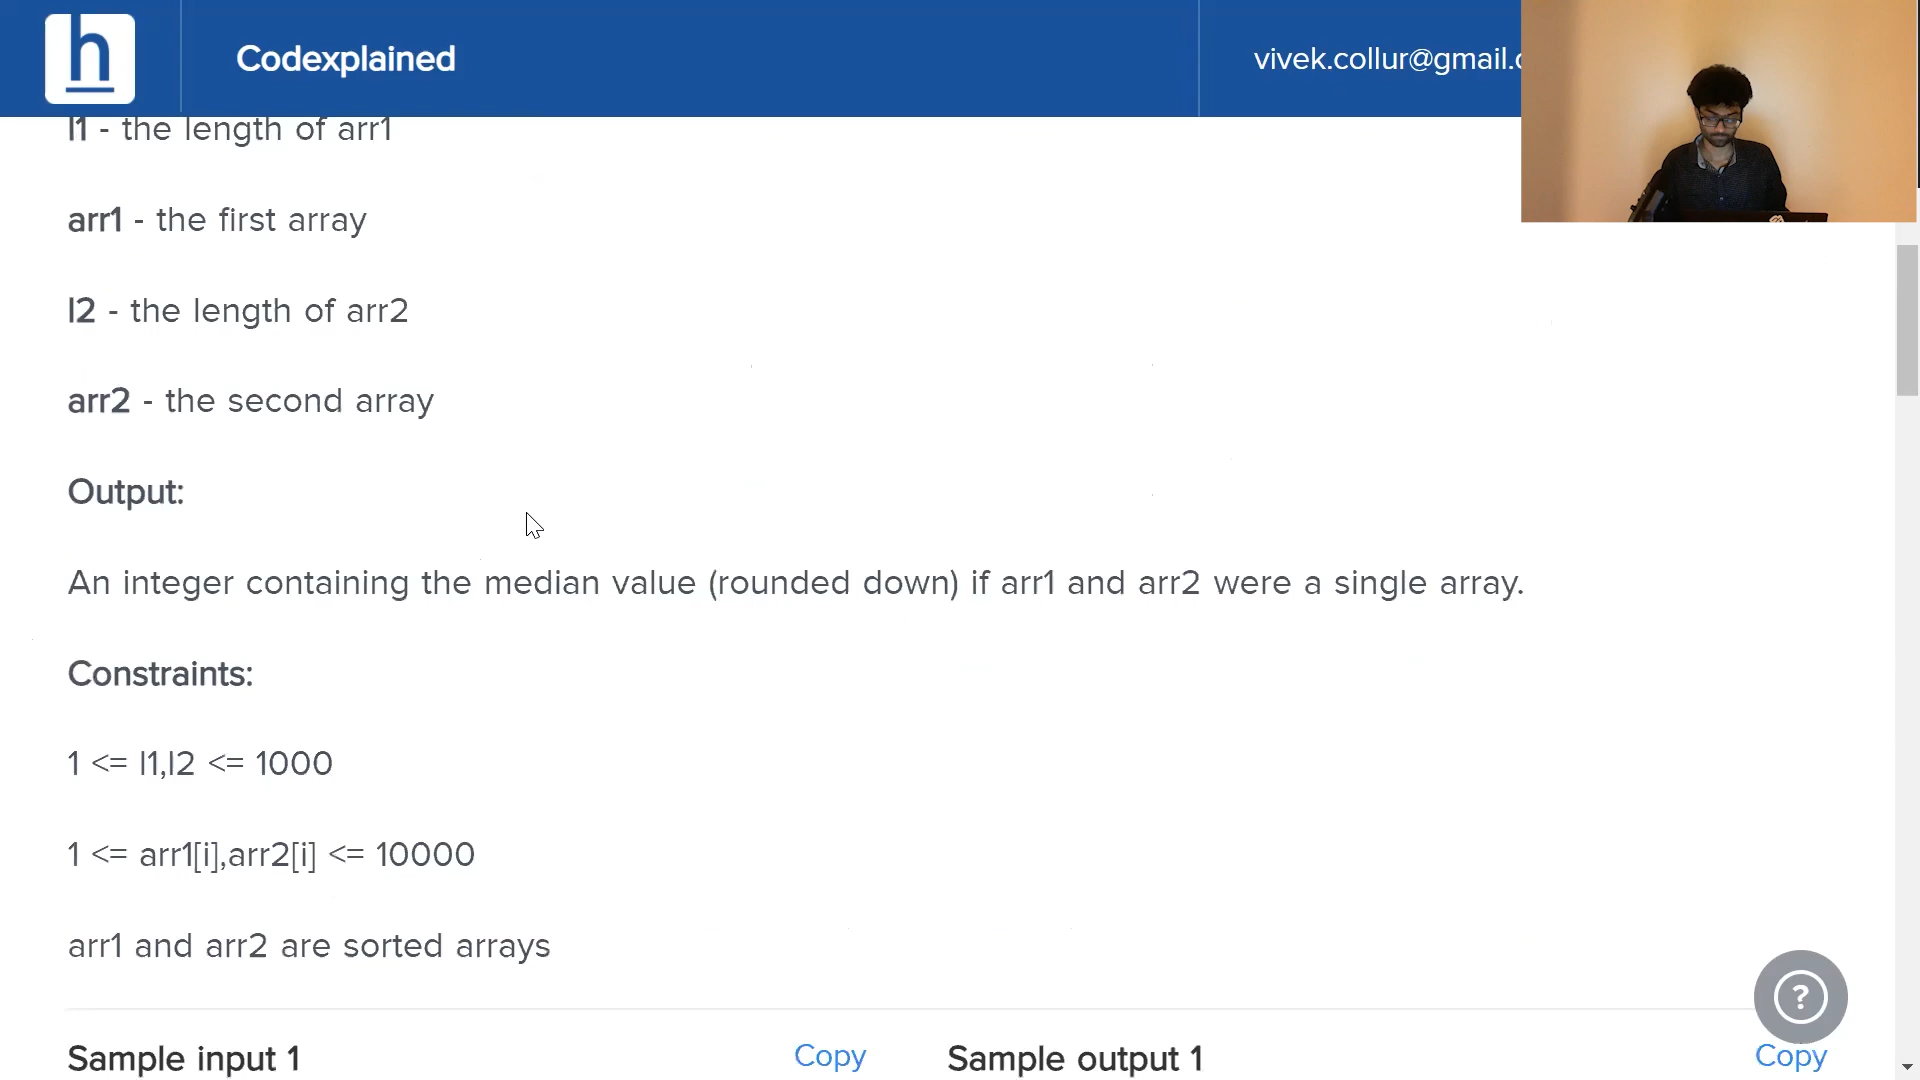 h
Codexplained
vivek.collur@gmail.c
l1 - the length of arr1
arr1 - the first array
l2 - the length of arr2
arr2 - the second array
Output:
An integer containing the median value (rounded down) if arr1 and arr2 were a single array.
Constraints:
1 <= l1,l2 <= 1000
1 <= arr1[i],arr2[i] <= 10000
arr1 and arr2 are sorted arrays
?
Sample input 1 Copy Sample output 1 Copy